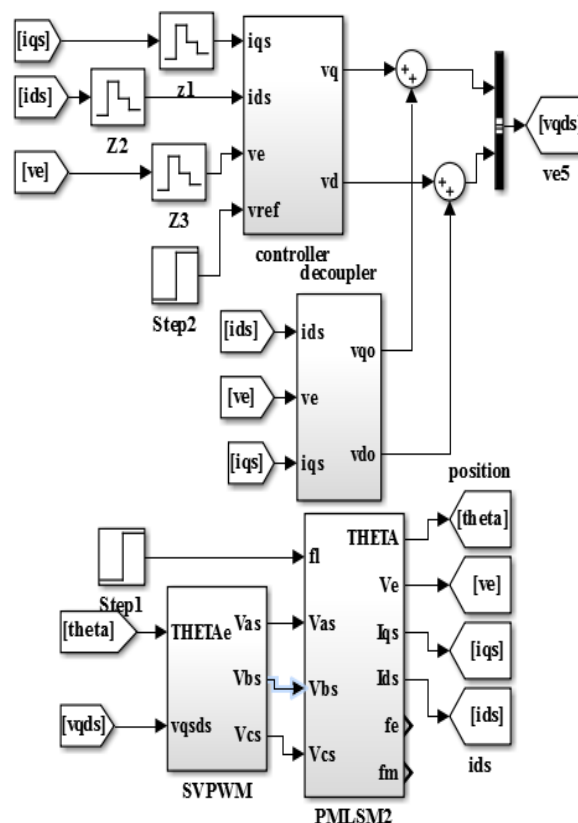 [iqs]
iqs
vq
[ids]
z1
ids
[vqds]
Z2
ve5
[ve]
ve
vd
Z3
vref
controller
Step2
decoupler
[ids]
ids
vqo
[ve]
ve
[iqs]
iqs
vdo
position
THETA
[theta]
fl
Step1
Ve
[ve]
[theta]
THETAe
Vas
Vas
Iqs
[iqs]
Vbs
Vbs
Ids
[ids]
[vqds]
vqsds
Vcs
Vcs
fe
ids
fm
SVPWM
PMLSM2